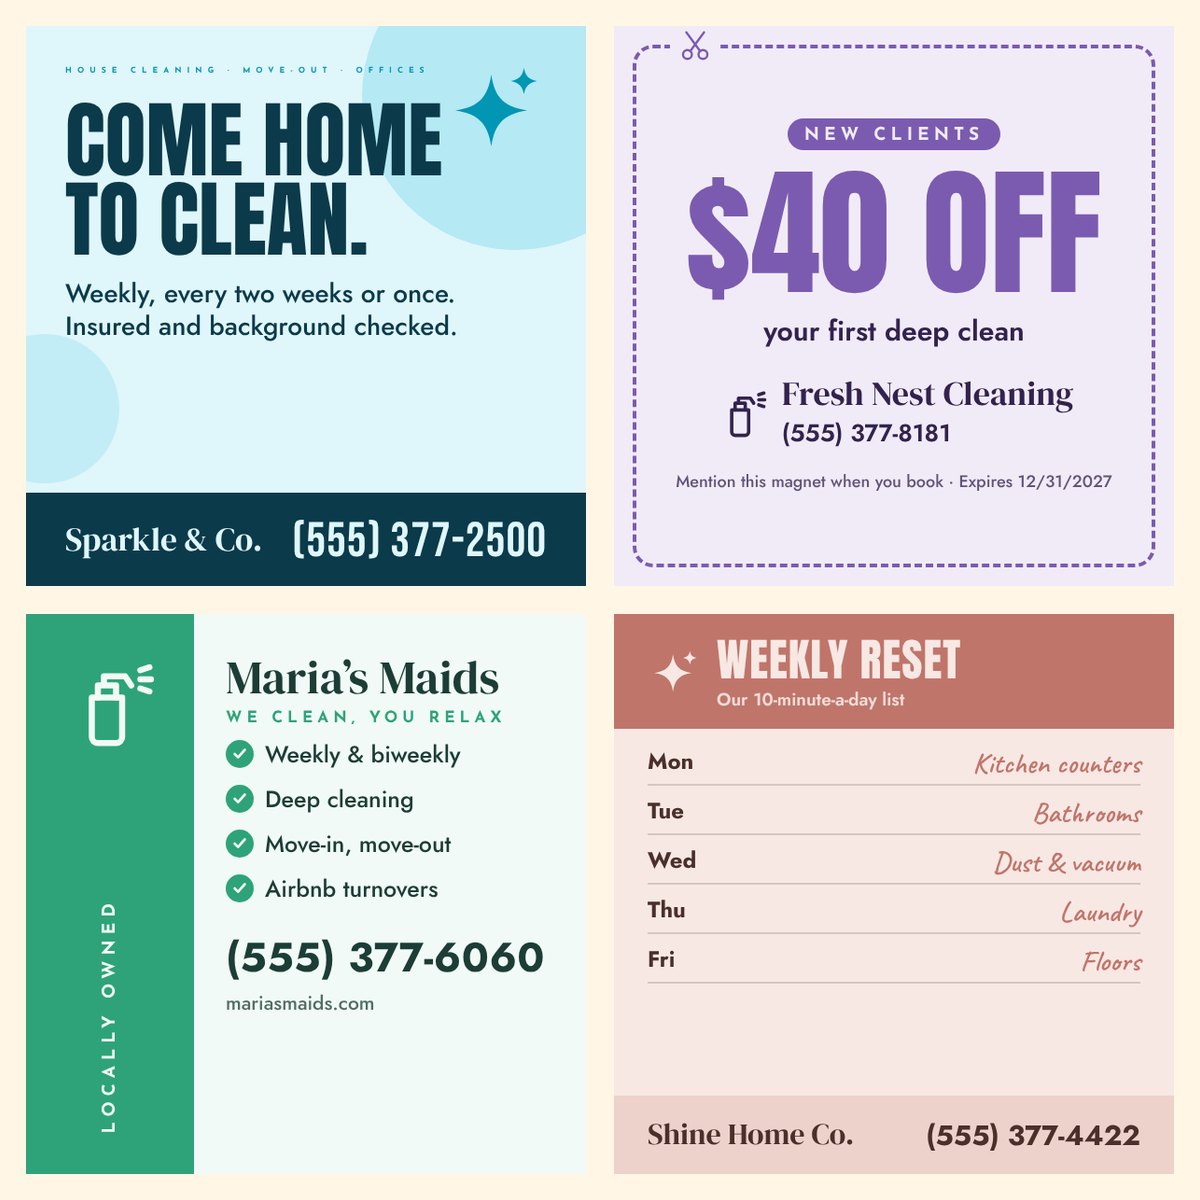 HOUSE CLEANING · MOVE-OUT · OFFICES
COME HOME
TO CLEAN.
Weekly, every two weeks or once.
Insured and background checked.
Sparkle & Co. (555) 377-2500
NEW CLIENTS
$40 OFF
your first deep clean
Fresh Nest Cleaning
(555) 377-8181
Mention this magnet when you book · Expires 12/31/2027
LOCALLY OWNED
Maria’s Maids
WE CLEAN, YOU RELAX
Weekly & biweekly
Deep cleaning
Move-in, move-out
Airbnb turnovers
(555) 377-6060
mariasmaids.com
WEEKLY RESET
Our 10-minute-a-day list
Mon Kitchen counters
Tue Bathrooms
Wed Dust & vacuum
Thu Laundry
Fri Floors
Shine Home Co. (555) 377-4422